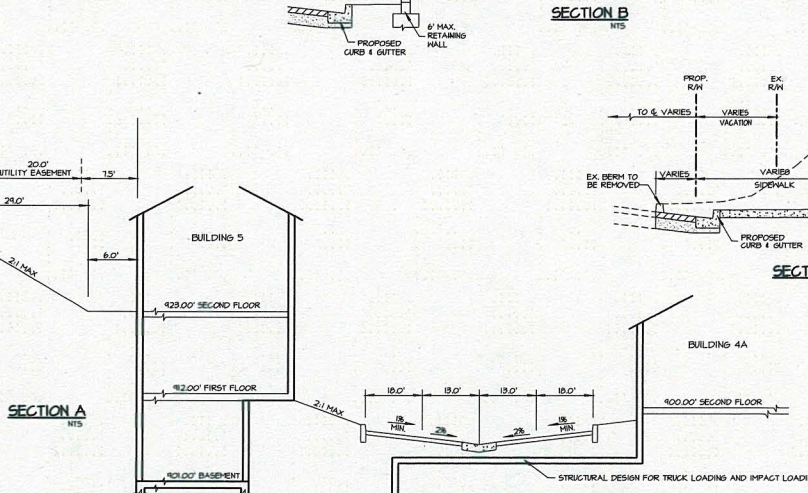 SECTION B
NTS
6' MAX.
RETAINING
WALL
PROPOSED
CURB & GUTTER
PROP.
R/W
EX.
R/W
TO ℄ VARIES
VARIES
VACATION
20.0'
UTILITY EASEMENT
7.5'
29.0'
6.0'
2:1 MAX
EX. BERM TO
BE REMOVED
VARIES
VARIES
SIDEWALK
PROPOSED
CURB & GUTTER
SECT
BUILDING 5
923.00' SECOND FLOOR
912.00' FIRST FLOOR
901.00' BASEMENT
SECTION A
NTS
2:1 MAX
18.0'
13.0'
13.0'
18.0'
1%
MIN.
2%
2%
1%
MIN.
BUILDING 4A
900.00' SECOND FLOOR
STRUCTURAL DESIGN FOR TRUCK LOADING AND IMPACT LOADI